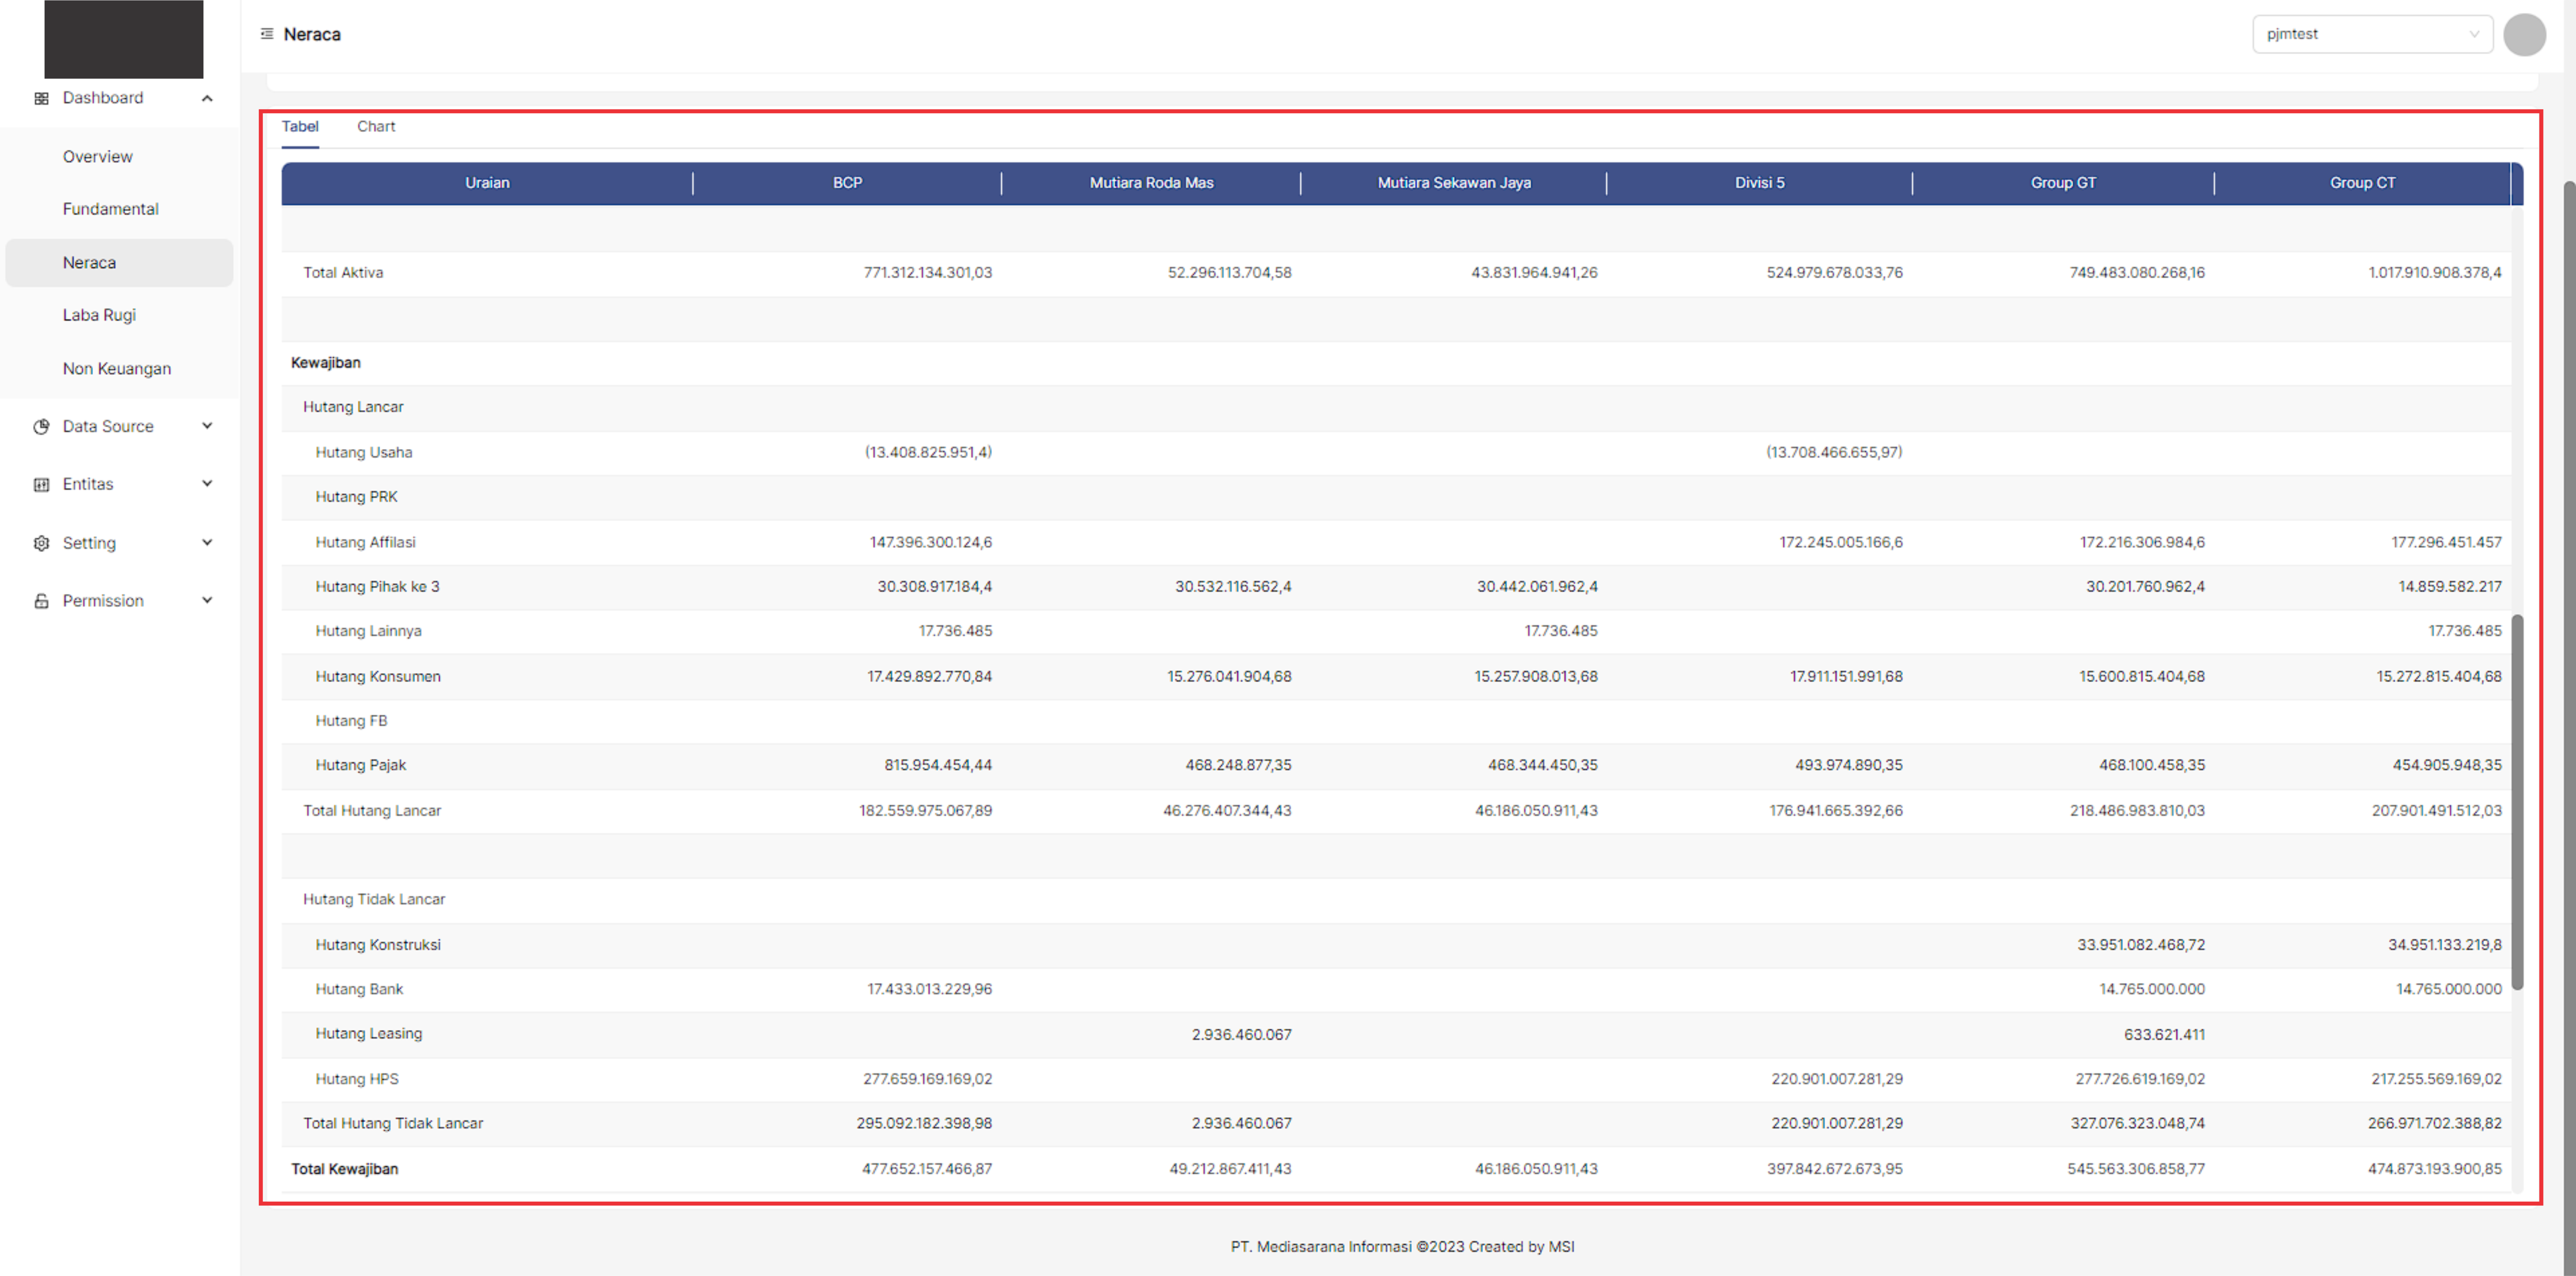 Neraca
pjmtest
Dashboard
Overview
Fundamental
Neraca
Laba Rugi
Non Keuangan
Data Source
Entitas
Setting
Permission
Tabel Chart
Uraian BCP Mutiara Roda Mas Mutiara Sekawan Jaya Divisi 5 Group GT Group CT
Total Aktiva 771.312.134.301,03 52.296.113.704,58 43.831.964.941,26 524.979.678.033,76 749.483.080.268,16 1.017.910.908.378,4
Kewajiban
Hutang Lancar
Hutang Usaha (13.408.825.951,4) (13.708.466.655,97)
Hutang PRK
Hutang Affilasi 147.396.300.124,6 172.245.005.166,6 172.216.306.984,6 177.296.451.457
Hutang Pihak ke 3 30.308.917.184,4 30.532.116.562,4 30.442.061.962,4 30.201.760.962,4 14.859.582.217
Hutang Lainnya 17.736.485 17.736.485 17.736.485
Hutang Konsumen 17.429.892.770,84 15.276.041.904,68 15.257.908.013,68 17.911.151.991,68 15.600.815.404,68 15.272.815.404,68
Hutang FB
Hutang Pajak 815.954.454,44 468.248.877,35 468.344.450,35 493.974.890,35 468.100.458,35 454.905.948,35
Total Hutang Lancar 182.559.975.067,89 46.276.407.344,43 46.186.050.911,43 176.941.665.392,66 218.486.983.810,03 207.901.491.512,03
Hutang Tidak Lancar
Hutang Konstruksi 33.951.082.468,72 34.951.133.219,8
Hutang Bank 17.433.013.229,96 14.765.000.000 14.765.000.000
Hutang Leasing 2.936.460.067 633.621.411
Hutang HPS 277.659.169.169,02 220.901.007.281,29 277.726.619.169,02 217.255.569.169,02
Total Hutang Tidak Lancar 295.092.182.398,98 2.936.460.067 220.901.007.281,29 327.076.323.048,74 266.971.702.388,82
Total Kewajiban 477.652.157.466,87 49.212.867.411,43 46.186.050.911,43 397.842.672.673,95 545.563.306.858,77 474.873.193.900,85
PT. Mediasarana Informasi ©2023 Created by MSI